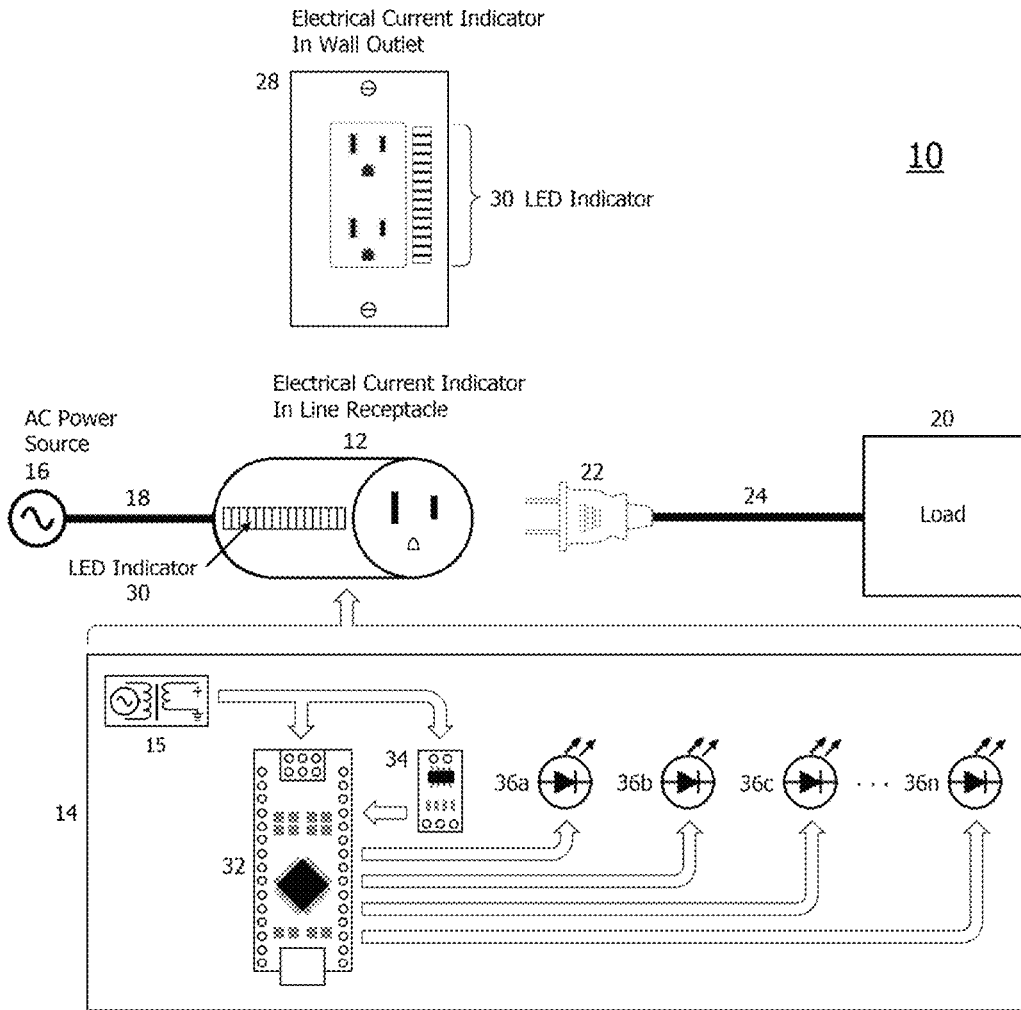 Electrical Current Indicator
In Wall Outlet
28
10
30 LED Indicator
Electrical Current Indicator
In Line Receptacle
12
AC Power
Source
16
18
LED Indicator
30
22
24
20
Load
15
14
32
34
36a
36b
36c
. . .
36n